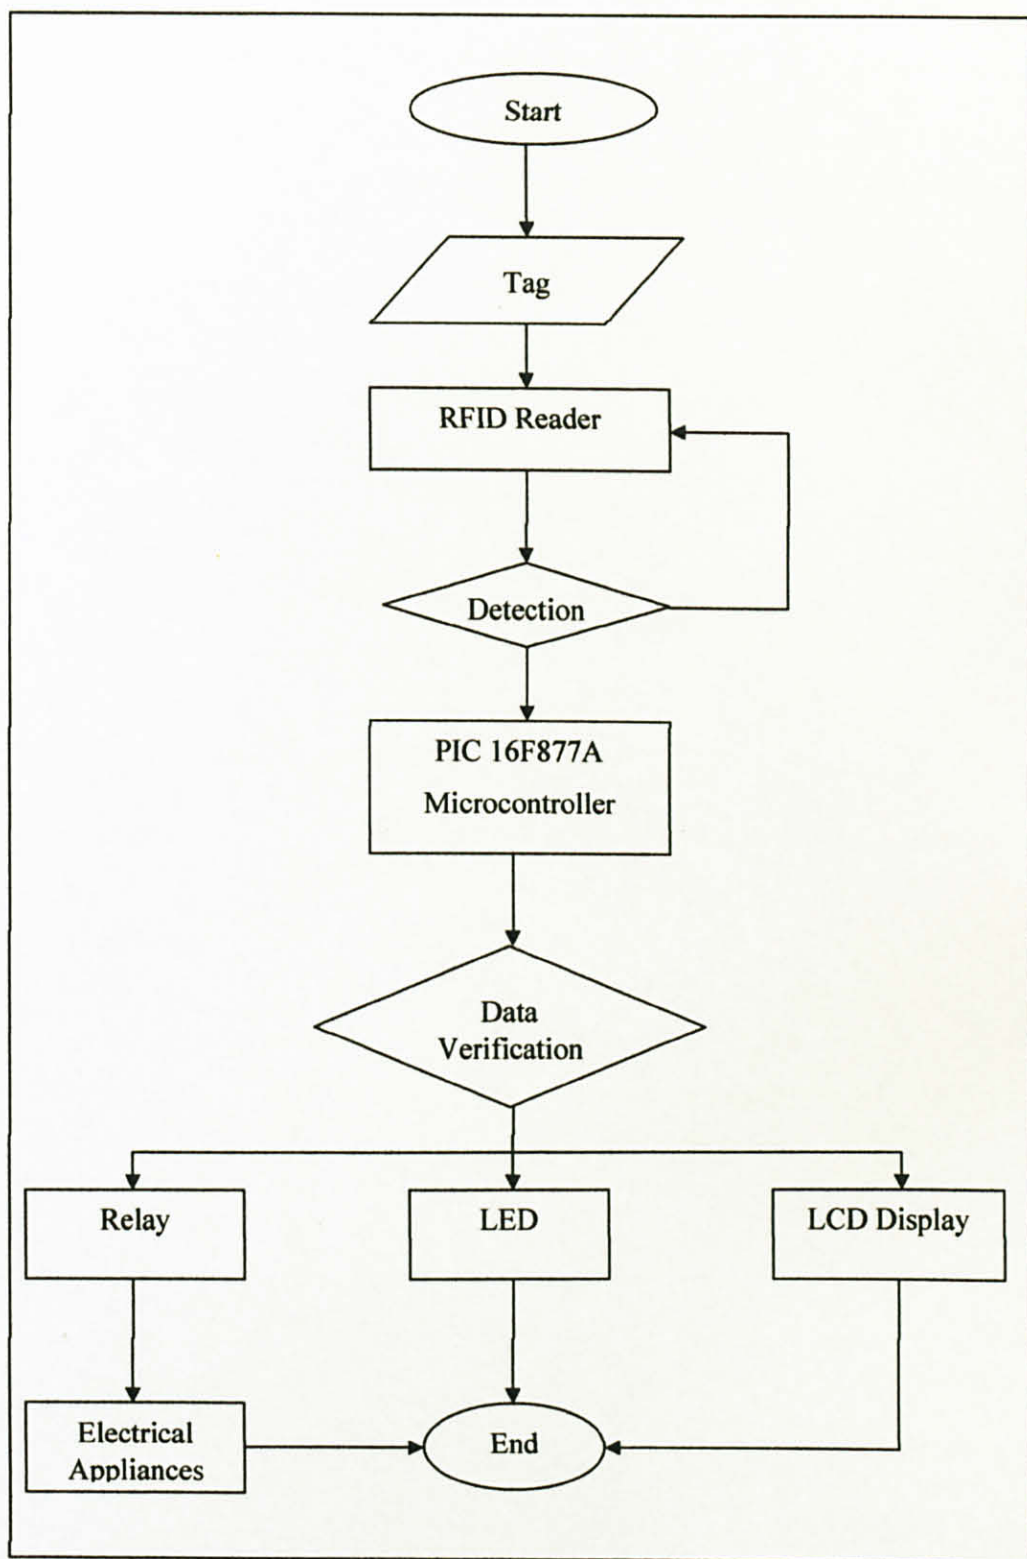 Start
Tag
RFID Reader
Detection
PIC 16F877A
Microcontroller
Data
Verification
Relay
LED
LCD Display
Electrical
Appliances
End